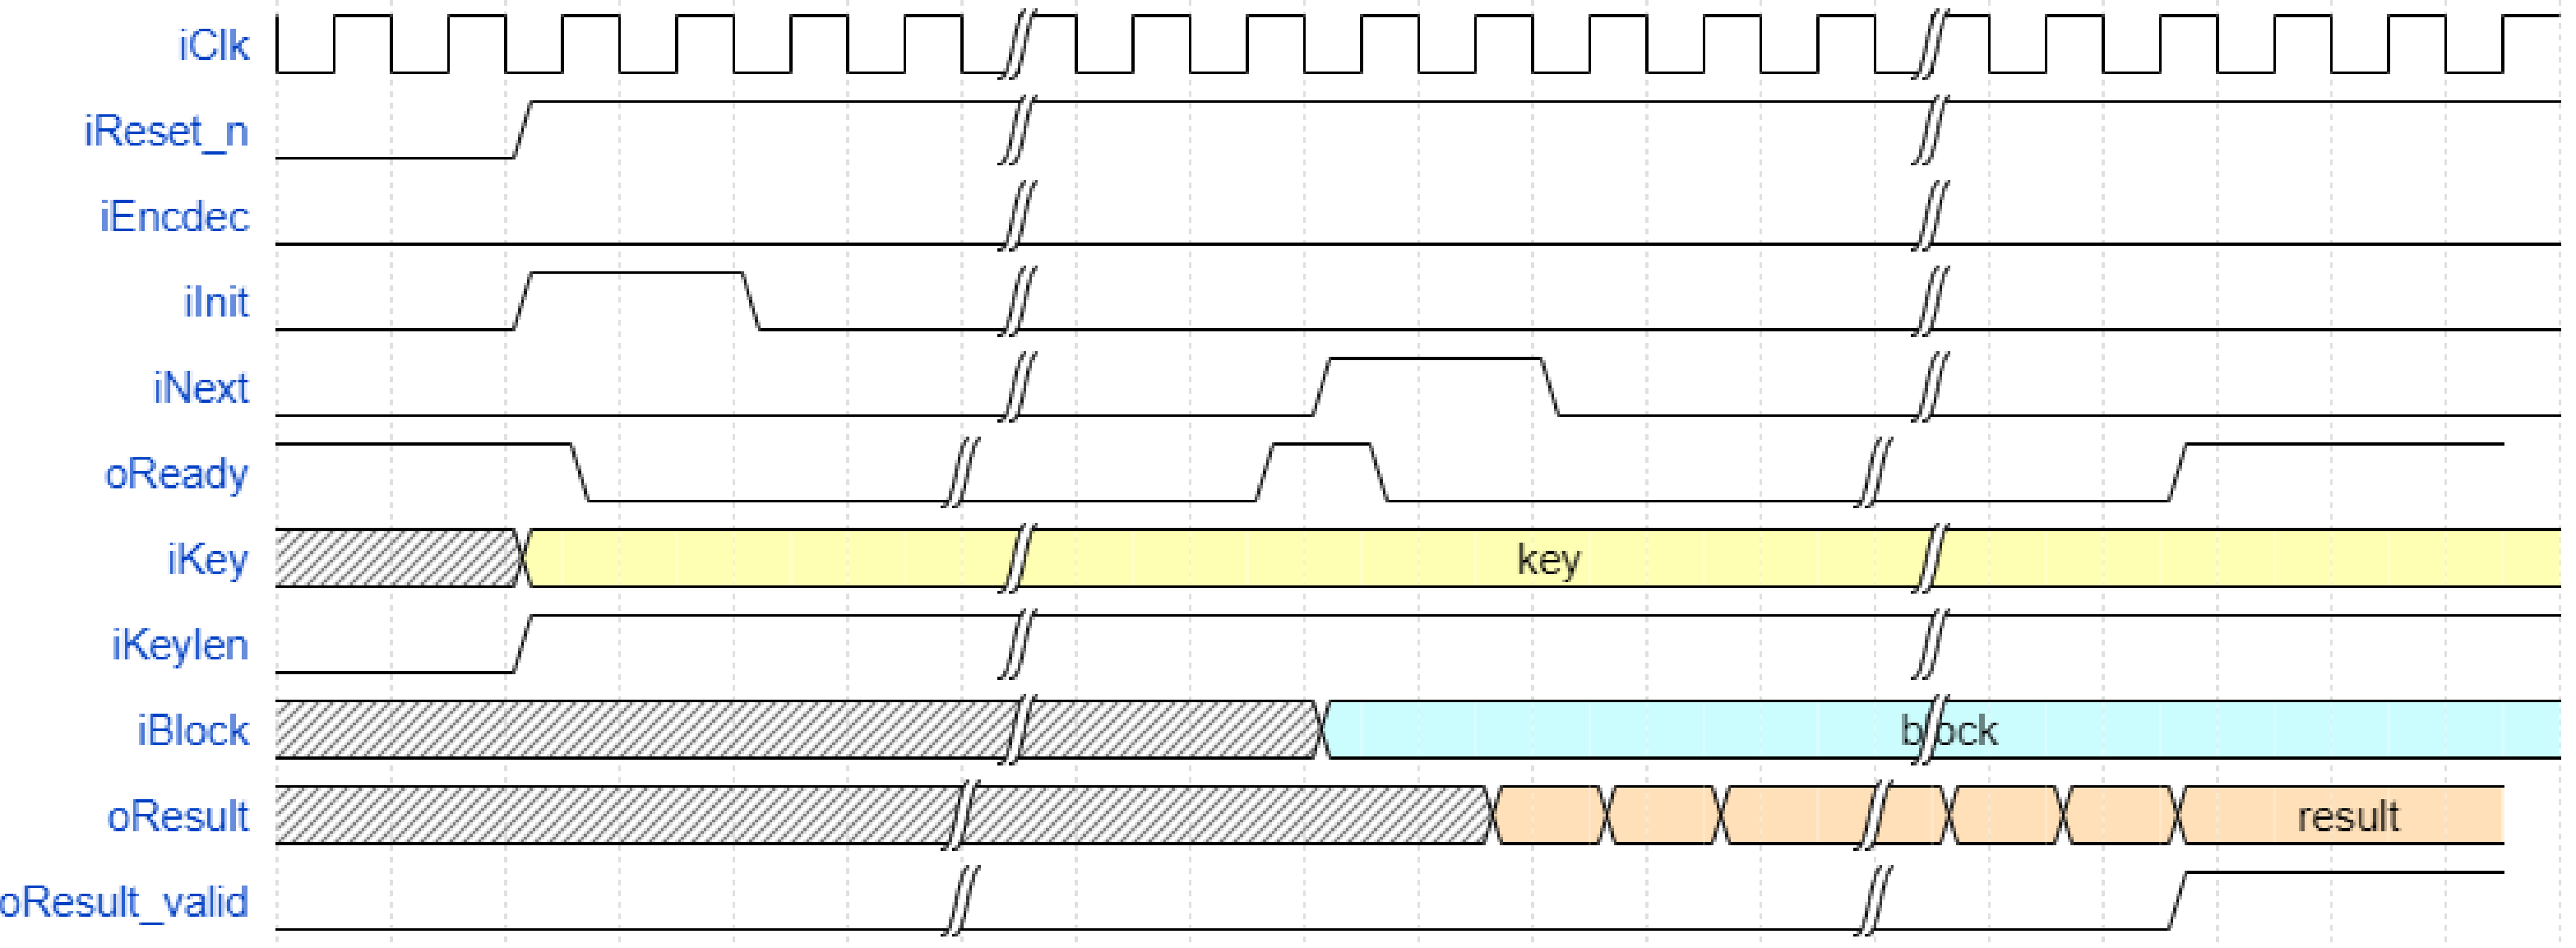 iClk
iReset_n
iEncdec
iInit
iNext
oReady
iKey
key
iKeylen
iBlock
block
oResult
result
oResult_valid